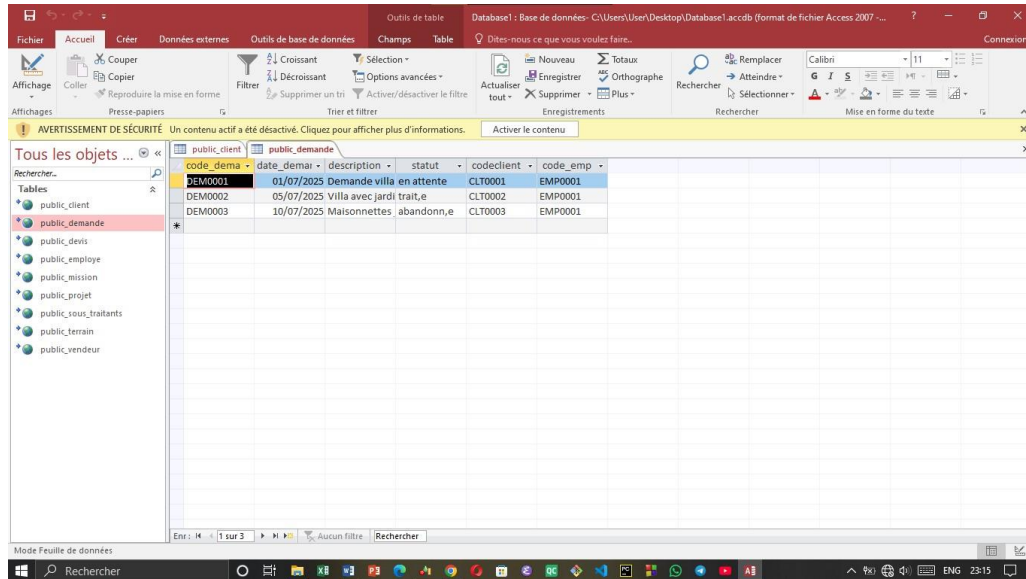 Outils de table
Database1 : Base de données- C:\Users\User\Desktop\Database1.accdb (format de fichier Access 2007 -...
Fichier Accueil Créer Données externes Outils de base de données Champs Table Dites-nous ce que vous voulez faire.. Connexion
Affichage
Coller
Couper
Copier
Reproduire la mise en forme
Filtrer
Croissant
Décroissant
Supprimer un tri
Sélection
Options avancées
Activer/désactiver le filtre
Actualiser tout
Nouveau
Enregistrer
Supprimer
Totaux
Orthographe
Plus
Rechercher
Remplacer
Atteindre
Sélectionner
Calibri 11
G I S
Affichages Presse-papiers Trier et filtrer Enregistrements Rechercher Mise en forme du texte
AVERTISSEMENT DE SÉCURITÉ Un contenu actif a été désactivé. Cliquez pour afficher plus d'informations. Activer le contenu
Tous les objets ...
Rechercher...
Tables
public_client
public_demande
public_devis
public_employe
public_mission
public_projet
public_sous_traitants
public_terrain
public_vendeur
public_client public_demande
code_dema date_demar description statut codeclient code_emp
DEM0001 01/07/2025 Demande villa en attente CLT0001 EMP0001
DEM0002 05/07/2025 Villa avec jardi trait,e CLT0002 EMP0001
DEM0003 10/07/2025 Maisonnettes abandonn,e CLT0003 EMP0001
Enr : 1 sur 3 Aucun filtre Rechercher
Mode Feuille de données
Rechercher
ENG 23:15